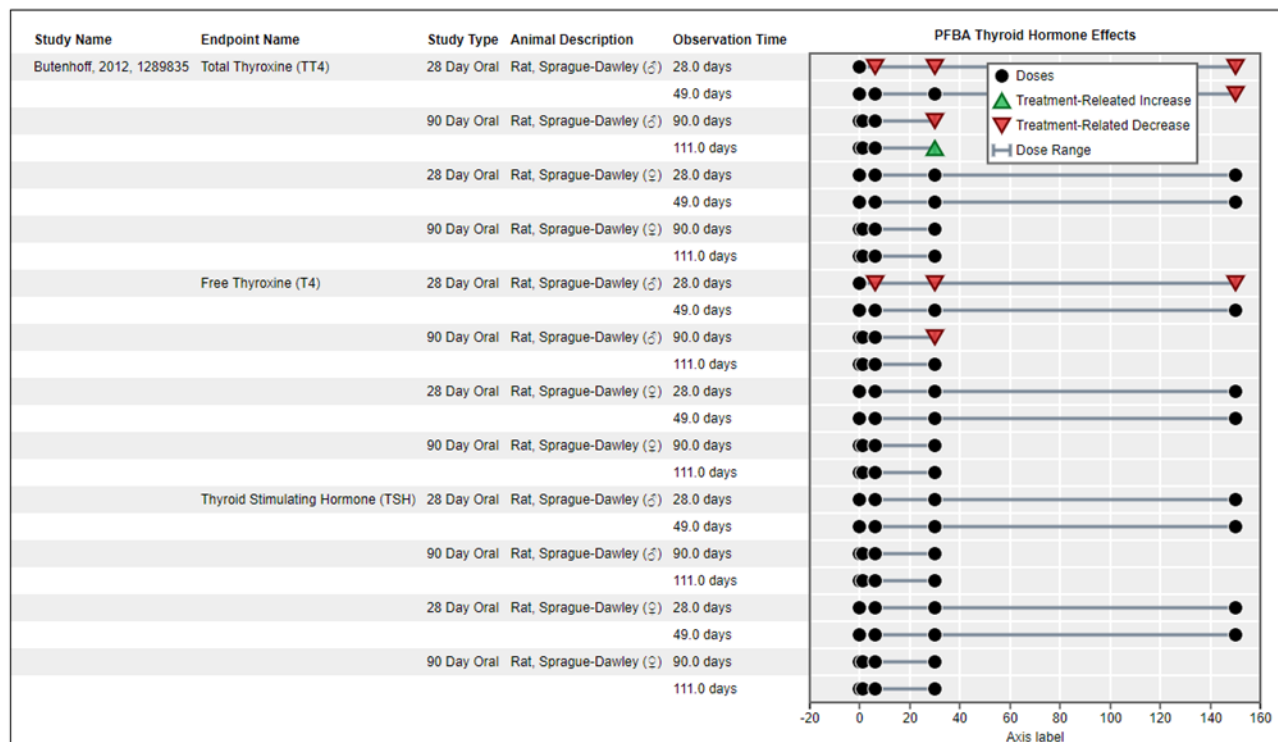 PFBA Thyroid Hormone Effects
Study Name Endpoint Name Study Type Animal Description Observation Time
Butenhoff, 2012, 1289835 Total Thyroxine (TT4) 28 Day Oral Rat, Sprague-Dawley (♂) 28.0 days
49.0 days
90 Day Oral Rat, Sprague-Dawley (♂) 90.0 days
111.0 days
28 Day Oral Rat, Sprague-Dawley (♀) 28.0 days
49.0 days
90 Day Oral Rat, Sprague-Dawley (♀) 90.0 days
111.0 days
Free Thyroxine (T4) 28 Day Oral Rat, Sprague-Dawley (♂) 28.0 days
49.0 days
90 Day Oral Rat, Sprague-Dawley (♂) 90.0 days
111.0 days
28 Day Oral Rat, Sprague-Dawley (♀) 28.0 days
49.0 days
90 Day Oral Rat, Sprague-Dawley (♀) 90.0 days
111.0 days
Thyroid Stimulating Hormone (TSH) 28 Day Oral Rat, Sprague-Dawley (♂) 28.0 days
49.0 days
90 Day Oral Rat, Sprague-Dawley (♂) 90.0 days
111.0 days
28 Day Oral Rat, Sprague-Dawley (♀) 28.0 days
49.0 days
90 Day Oral Rat, Sprague-Dawley (♀) 90.0 days
111.0 days
Doses
Treatment-Releated Increase
Treatment-Related Decrease
Dose Range
-20 0 20 40 60 80 100 120 140 160
Axis label